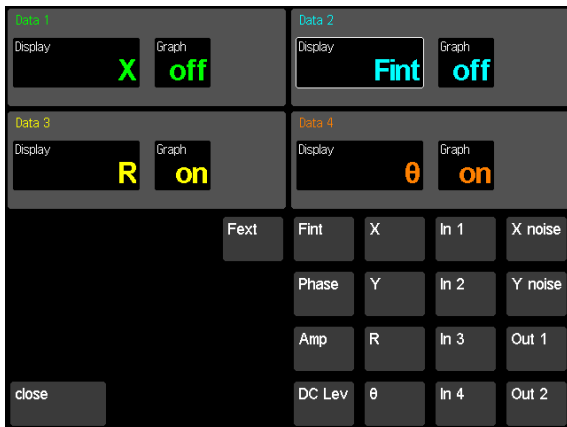 Data 1
Display
X
Graph
off
Data 2
Display
Fint
Graph
off
Data 3
Display
R
Graph
on
Data 4
Display
θ
Graph
on
Fext Fint X In 1 X noise
Phase Y In 2 Y noise
Amp R In 3 Out 1
close DC Lev θ In 4 Out 2